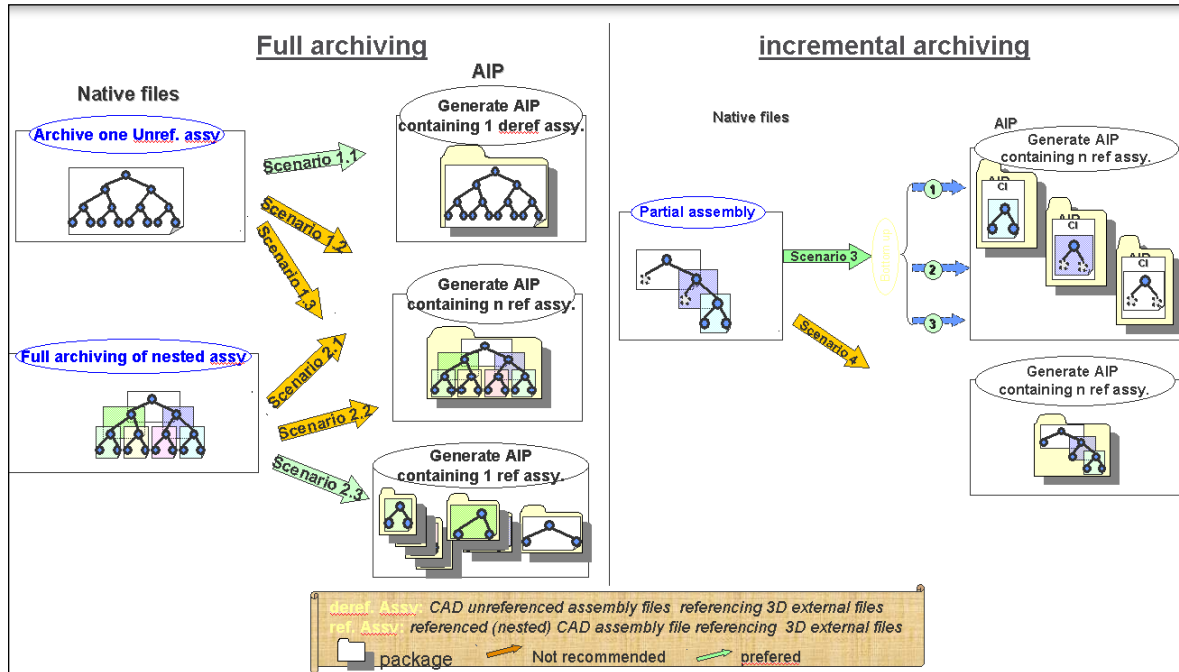 Full archiving
incremental archiving
AIP
Native files
Generate AIP
containing 1 deref assy.
Archive one Unref. assy
Scenario 1.1
Scenario 1.2
Scenario 1.3
Generate AIP
containing n ref assy.
Full archiving of nested assy
Scenario 2.1
Scenario 2.2
Scenario 2.3
Generate AIP
containing 1 ref assy.
Native files
AIP
Generate AIP
containing n ref assy.
Partial assembly
Scenario 3
Scenario 4
1
2
3
AIP
CI
AIP
CI
AIP
CI
Generate AIP
containing n ref assy.
deref. Assy: CAD unreferenced assembly files referencing 3D external files
ref. Assy: referenced (nested) CAD assembly file referencing 3D external files
package
Not recommended
prefered